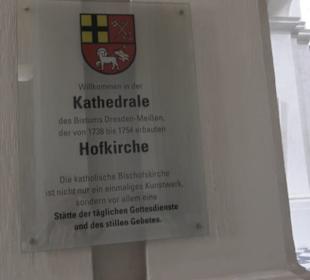 Willkommen in der
Kathedrale
des Bistums Dresden-Meißen,
der von 1738 bis 1754 erbauten
Hofkirche
Die katholische Bischofskirche
ist nicht nur ein einmaliges Kunstwerk,
sondern vor allem eine
Stätte der täglichen Gottesdienste
und des stillen Gebetes.